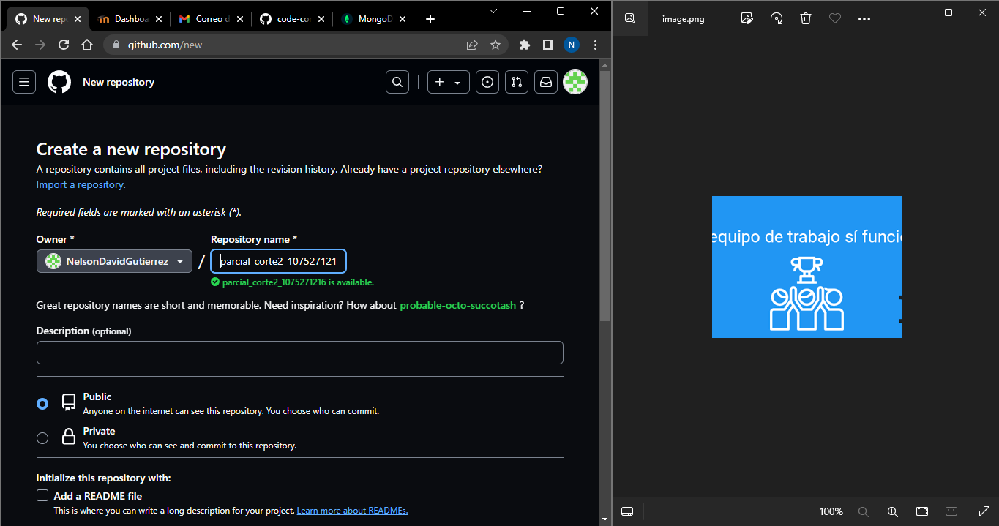 New rep
Dashboa
Correo d
code-cor
MongoD
github.com/new
N
New repository
Create a new repository
A repository contains all project files, including the revision history. Already have a project repository elsewhere?
Import a repository.
Required fields are marked with an asterisk (*).
Owner *
Repository name *
NelsonDavidGutierrez
/
parcial_corte2_107527121
parcial_corte2_1075271216 is available.
Great repository names are short and memorable. Need inspiration? How about probable-octo-succotash ?
Description (optional)
Public
Anyone on the internet can see this repository. You choose who can commit.
Private
You choose who can see and commit to this repository.
Initialize this repository with:
Add a README file
This is where you can write a long description for your project. Learn more about READMEs.
image.png
equipo de trabajo sí funci
100%
1:1